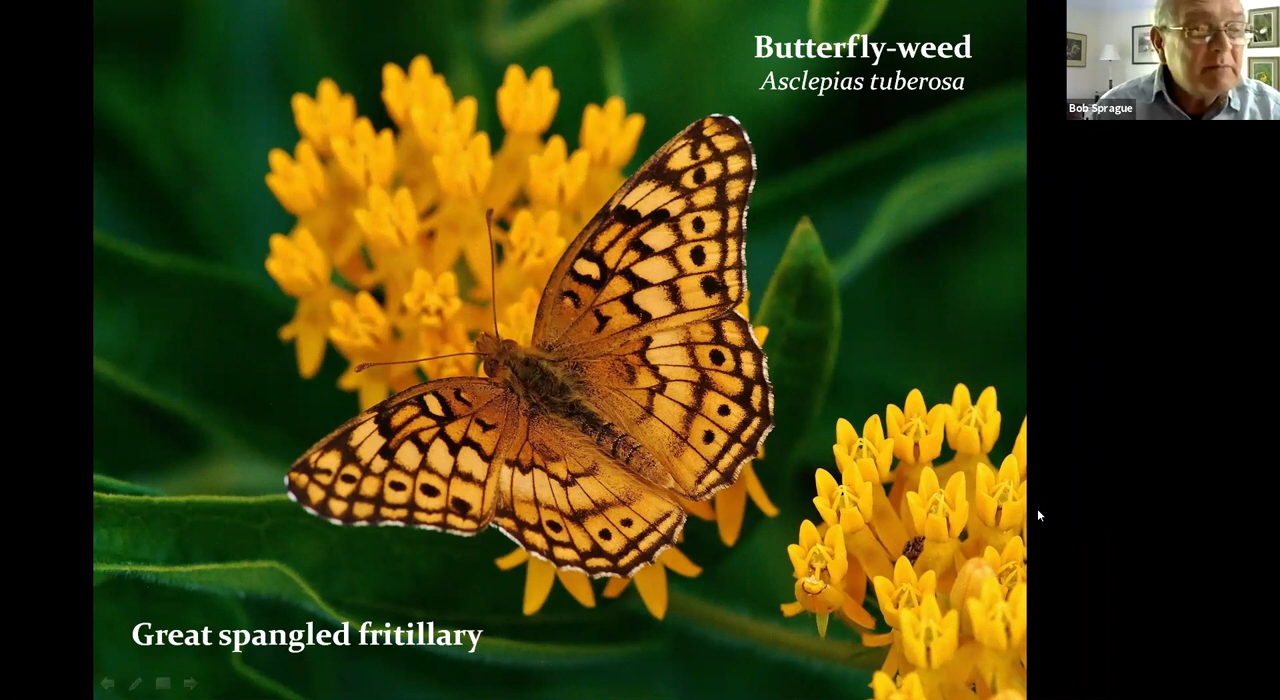 Butterfly-weed
Asclepias tuberosa
Bob Sprague
Great spangled fritillary